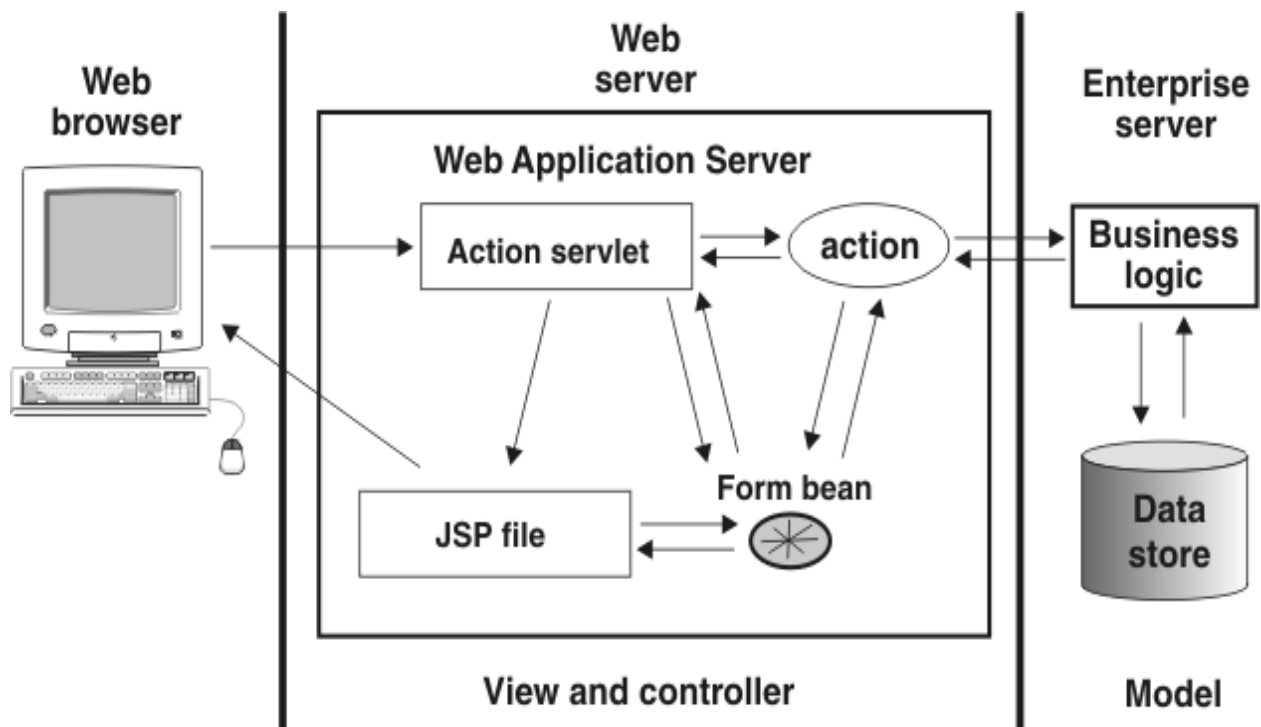 Web
browser
Web
server
Enterprise
server
Web Application Server
Action servlet
action
Business
logic
Form bean
JSP file
Data
store
View and controller
Model